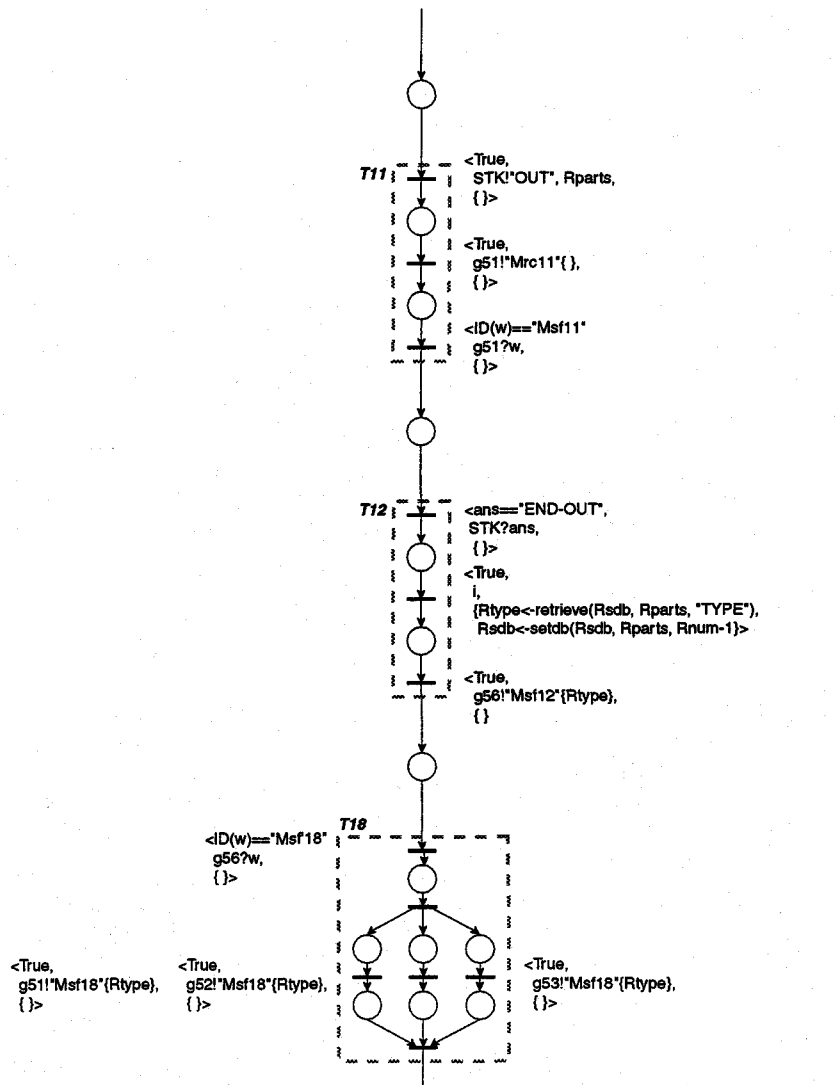 T11
<True,
STK!"OUT", Rparts,
{ }>
<True,
g51!"Mrc11"{ },
{ }>
<ID(w)=="Msf11"
g51?w,
{ }>
T12
<ans=="END-OUT",
STK?ans,
{ }>
<True,
i,
{Rtype<-retrieve(Rsdb, Rparts, "TYPE"),
Rsdb<-setdb(Rsdb, Rparts, Rnum-1}>
<True,
g56!"Msf12"{Rtype},
{ }
T18
<ID(w)=="Msf18"
g56?w,
{ }>
<True,
g51!"Msf18"{Rtype},
{ }>
<True,
g52!"Msf18"{Rtype},
{ }>
<True,
g53!"Msf18"{Rtype},
{ }>